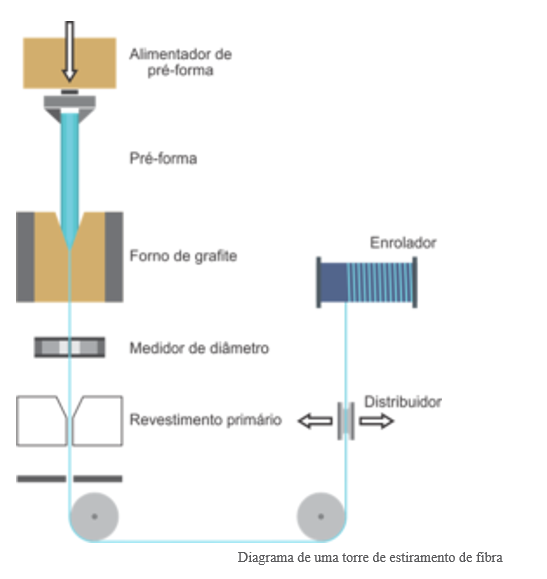 Alimentador de
pré-forma
Pré-forma
Forno de grafite
Enrolador
Medidor de diâmetro
Revestimento primário
Distribuidor
Diagrama de uma torre de estiramento de fibra